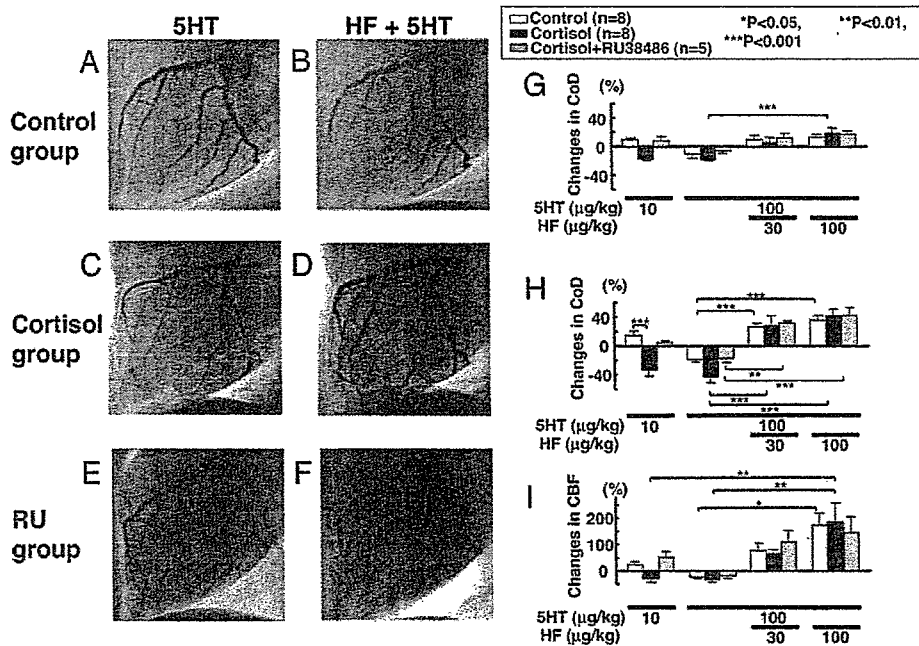 5HT
HF + 5HT
Control (n=8)
Cortisol (n=8)
Cortisol+RU38486 (n=5)
*P<0.05, **P<0.01,
***P<0.001
A
B
Control
group
C
D
Cortisol
group
E
F
RU
group
G
(%)
Changes in CoD
40
0
-40
***
5HT (μg/kg)
10
100
HF (μg/kg)
30
100
H
(%)
Changes in CoD
40
0
-40
***
***
***
**
***
***
***
5HT (μg/kg)
10
100
HF (μg/kg)
30
100
I
(%)
Changes in CBF
200
100
0
**
**
*
5HT (μg/kg)
10
100
HF (μg/kg)
30
100